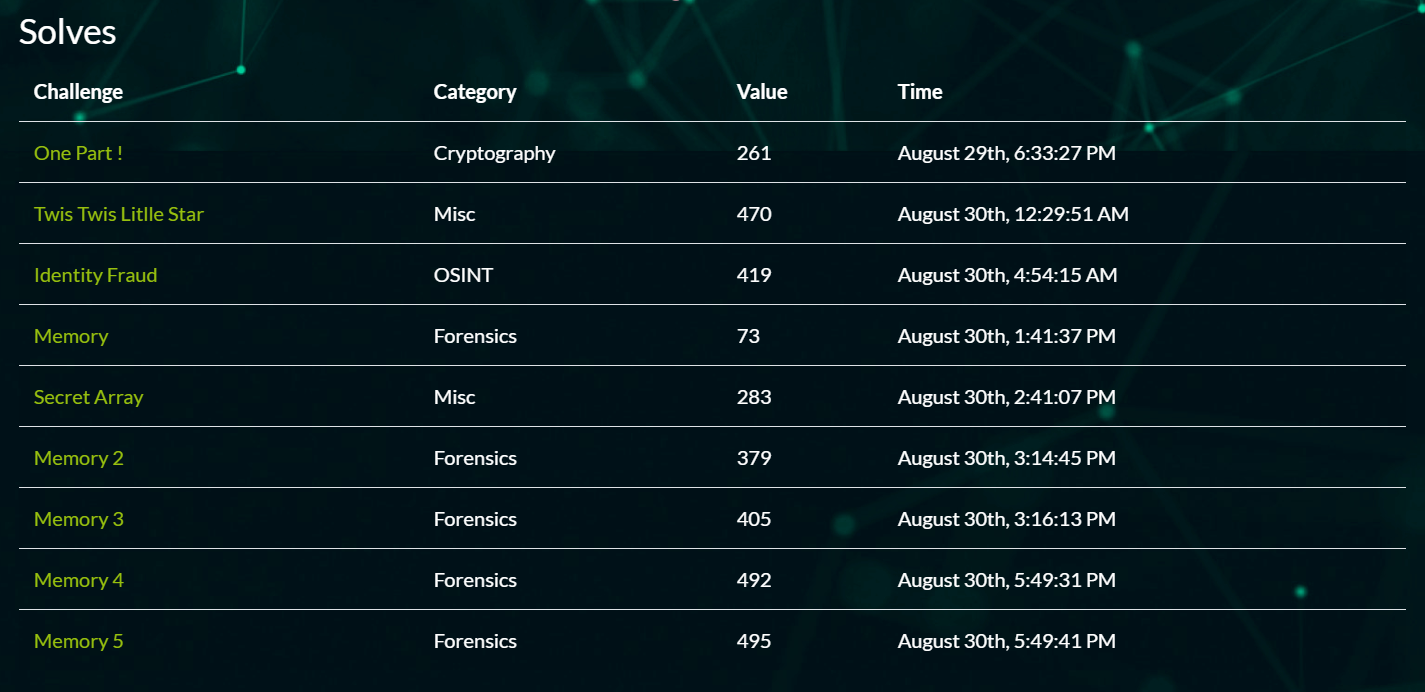 Solves
Challenge Category Value Time
One Part ! Cryptography 261 August 29th, 6:33:27 PM
Twis Twis Litlle Star Misc 470 August 30th, 12:29:51 AM
Identity Fraud OSINT 419 August 30th, 4:54:15 AM
Memory Forensics 73 August 30th, 1:41:37 PM
Secret Array Misc 283 August 30th, 2:41:07 PM
Memory 2 Forensics 379 August 30th, 3:14:45 PM
Memory 3 Forensics 405 August 30th, 3:16:13 PM
Memory 4 Forensics 492 August 30th, 5:49:31 PM
Memory 5 Forensics 495 August 30th, 5:49:41 PM